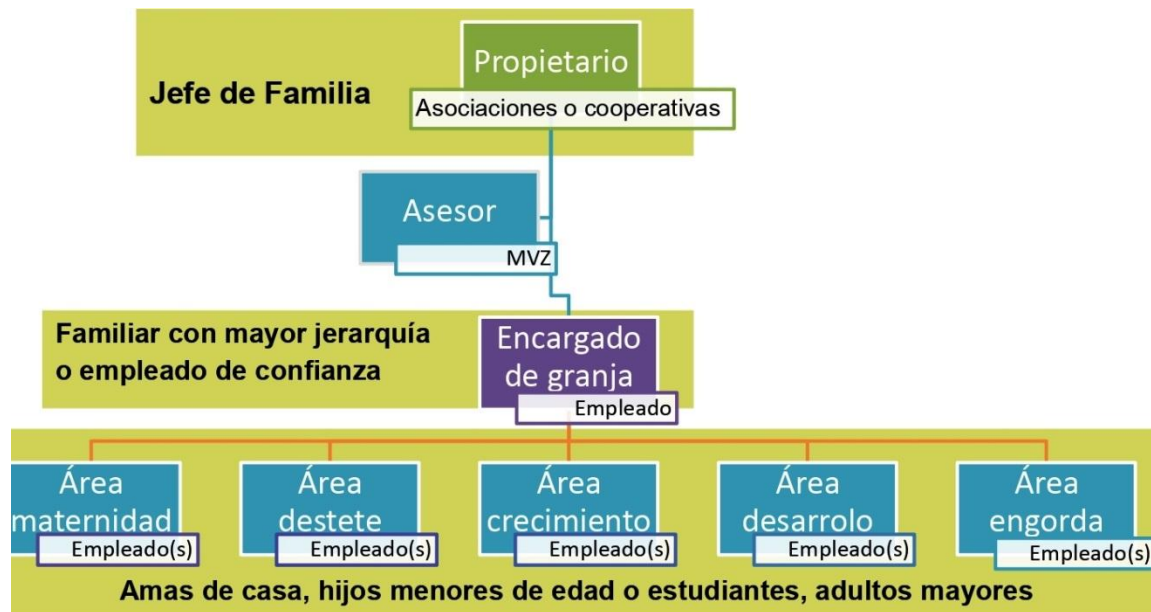 Propietario
Jefe de Familia
Asociaciones o cooperativas
Asesor
MVZ
Familiar con mayor jerarquía
o empleado de confianza
Encargado
de granja
Empleado
Área
maternidad
Empleado(s)
Área
destete
Empleado(s)
Área
crecimiento
Empleado(s)
Área
desarrolo
Empleado(s)
Área
engorda
Empleado(s)
Amas de casa, hijos menores de edad o estudiantes, adultos mayores